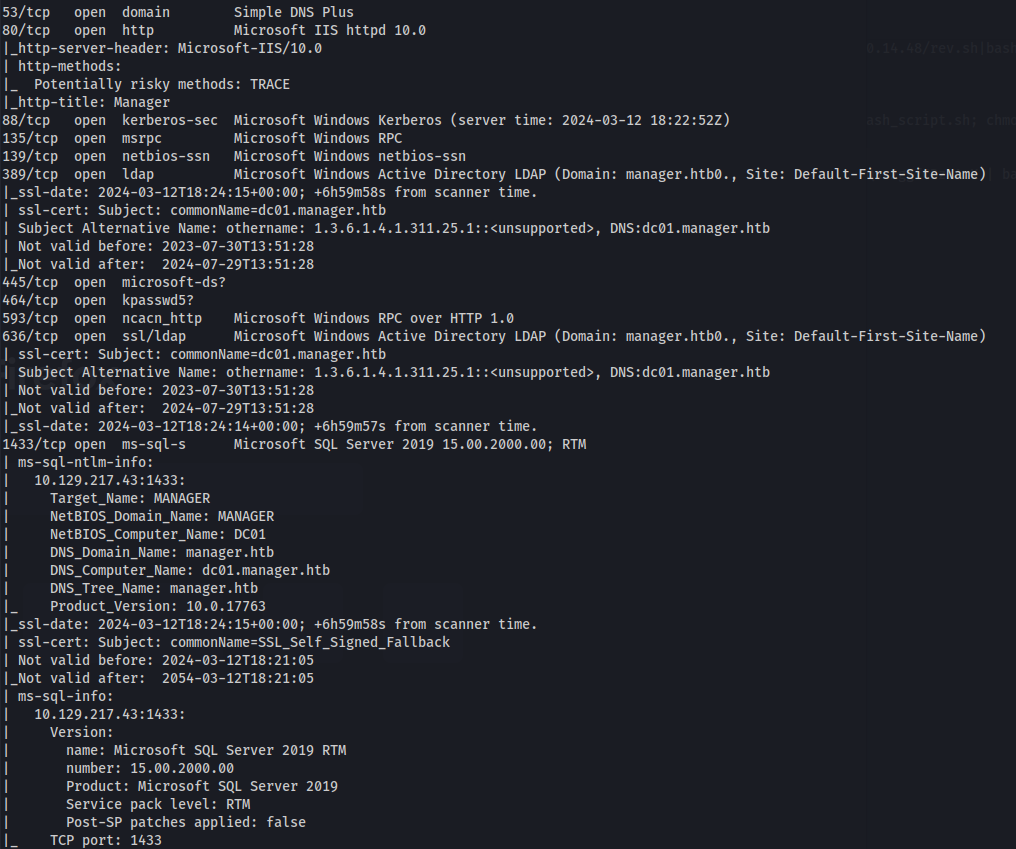 53/tcp   open  domain        Simple DNS Plus
80/tcp   open  http          Microsoft IIS httpd 10.0
|_http-server-header: Microsoft-IIS/10.0
0.14.48/rev.sh|bash
| http-methods:
|_  Potentially risky methods: TRACE
|_http-title: Manager
88/tcp   open  kerberos-sec  Microsoft Windows Kerberos (server time: 2024-03-12 18:22:52Z)
ash_script.sh; chmo
135/tcp  open  msrpc         Microsoft Windows RPC
139/tcp  open  netbios-ssn   Microsoft Windows netbios-ssn
389/tcp  open  ldap          Microsoft Windows Active Directory LDAP (Domain: manager.htb0., Site: Default-First-Site-Name)
| ba
|_ssl-date: 2024-03-12T18:24:15+00:00; +6h59m58s from scanner time.
| ssl-cert: Subject: commonName=dc01.manager.htb
| Subject Alternative Name: othername: 1.3.6.1.4.1.311.25.1::<unsupported>, DNS:dc01.manager.htb
| Not valid before: 2023-07-30T13:51:28
|_Not valid after:  2024-07-29T13:51:28
445/tcp  open  microsoft-ds?
464/tcp  open  kpasswd5?
593/tcp  open  ncacn_http    Microsoft Windows RPC over HTTP 1.0
636/tcp  open  ssl/ldap      Microsoft Windows Active Directory LDAP (Domain: manager.htb0., Site: Default-First-Site-Name)
| ssl-cert: Subject: commonName=dc01.manager.htb
| Subject Alternative Name: othername: 1.3.6.1.4.1.311.25.1::<unsupported>, DNS:dc01.manager.htb
| Not valid before: 2023-07-30T13:51:28
|_Not valid after:  2024-07-29T13:51:28
|_ssl-date: 2024-03-12T18:24:14+00:00; +6h59m57s from scanner time.
1433/tcp open  ms-sql-s      Microsoft SQL Server 2019 15.00.2000.00; RTM
| ms-sql-ntlm-info:
|   10.129.217.43:1433:
|     Target_Name: MANAGER
|     NetBIOS_Domain_Name: MANAGER
|     NetBIOS_Computer_Name: DC01
|     DNS_Domain_Name: manager.htb
|     DNS_Computer_Name: dc01.manager.htb
|     DNS_Tree_Name: manager.htb
|_    Product_Version: 10.0.17763
|_ssl-date: 2024-03-12T18:24:15+00:00; +6h59m58s from scanner time.
| ssl-cert: Subject: commonName=SSL_Self_Signed_Fallback
| Not valid before: 2024-03-12T18:21:05
|_Not valid after:  2054-03-12T18:21:05
| ms-sql-info:
|   10.129.217.43:1433:
|     Version:
|       name: Microsoft SQL Server 2019 RTM
|       number: 15.00.2000.00
|       Product: Microsoft SQL Server 2019
|       Service pack level: RTM
|       Post-SP patches applied: false
|_    TCP port: 1433